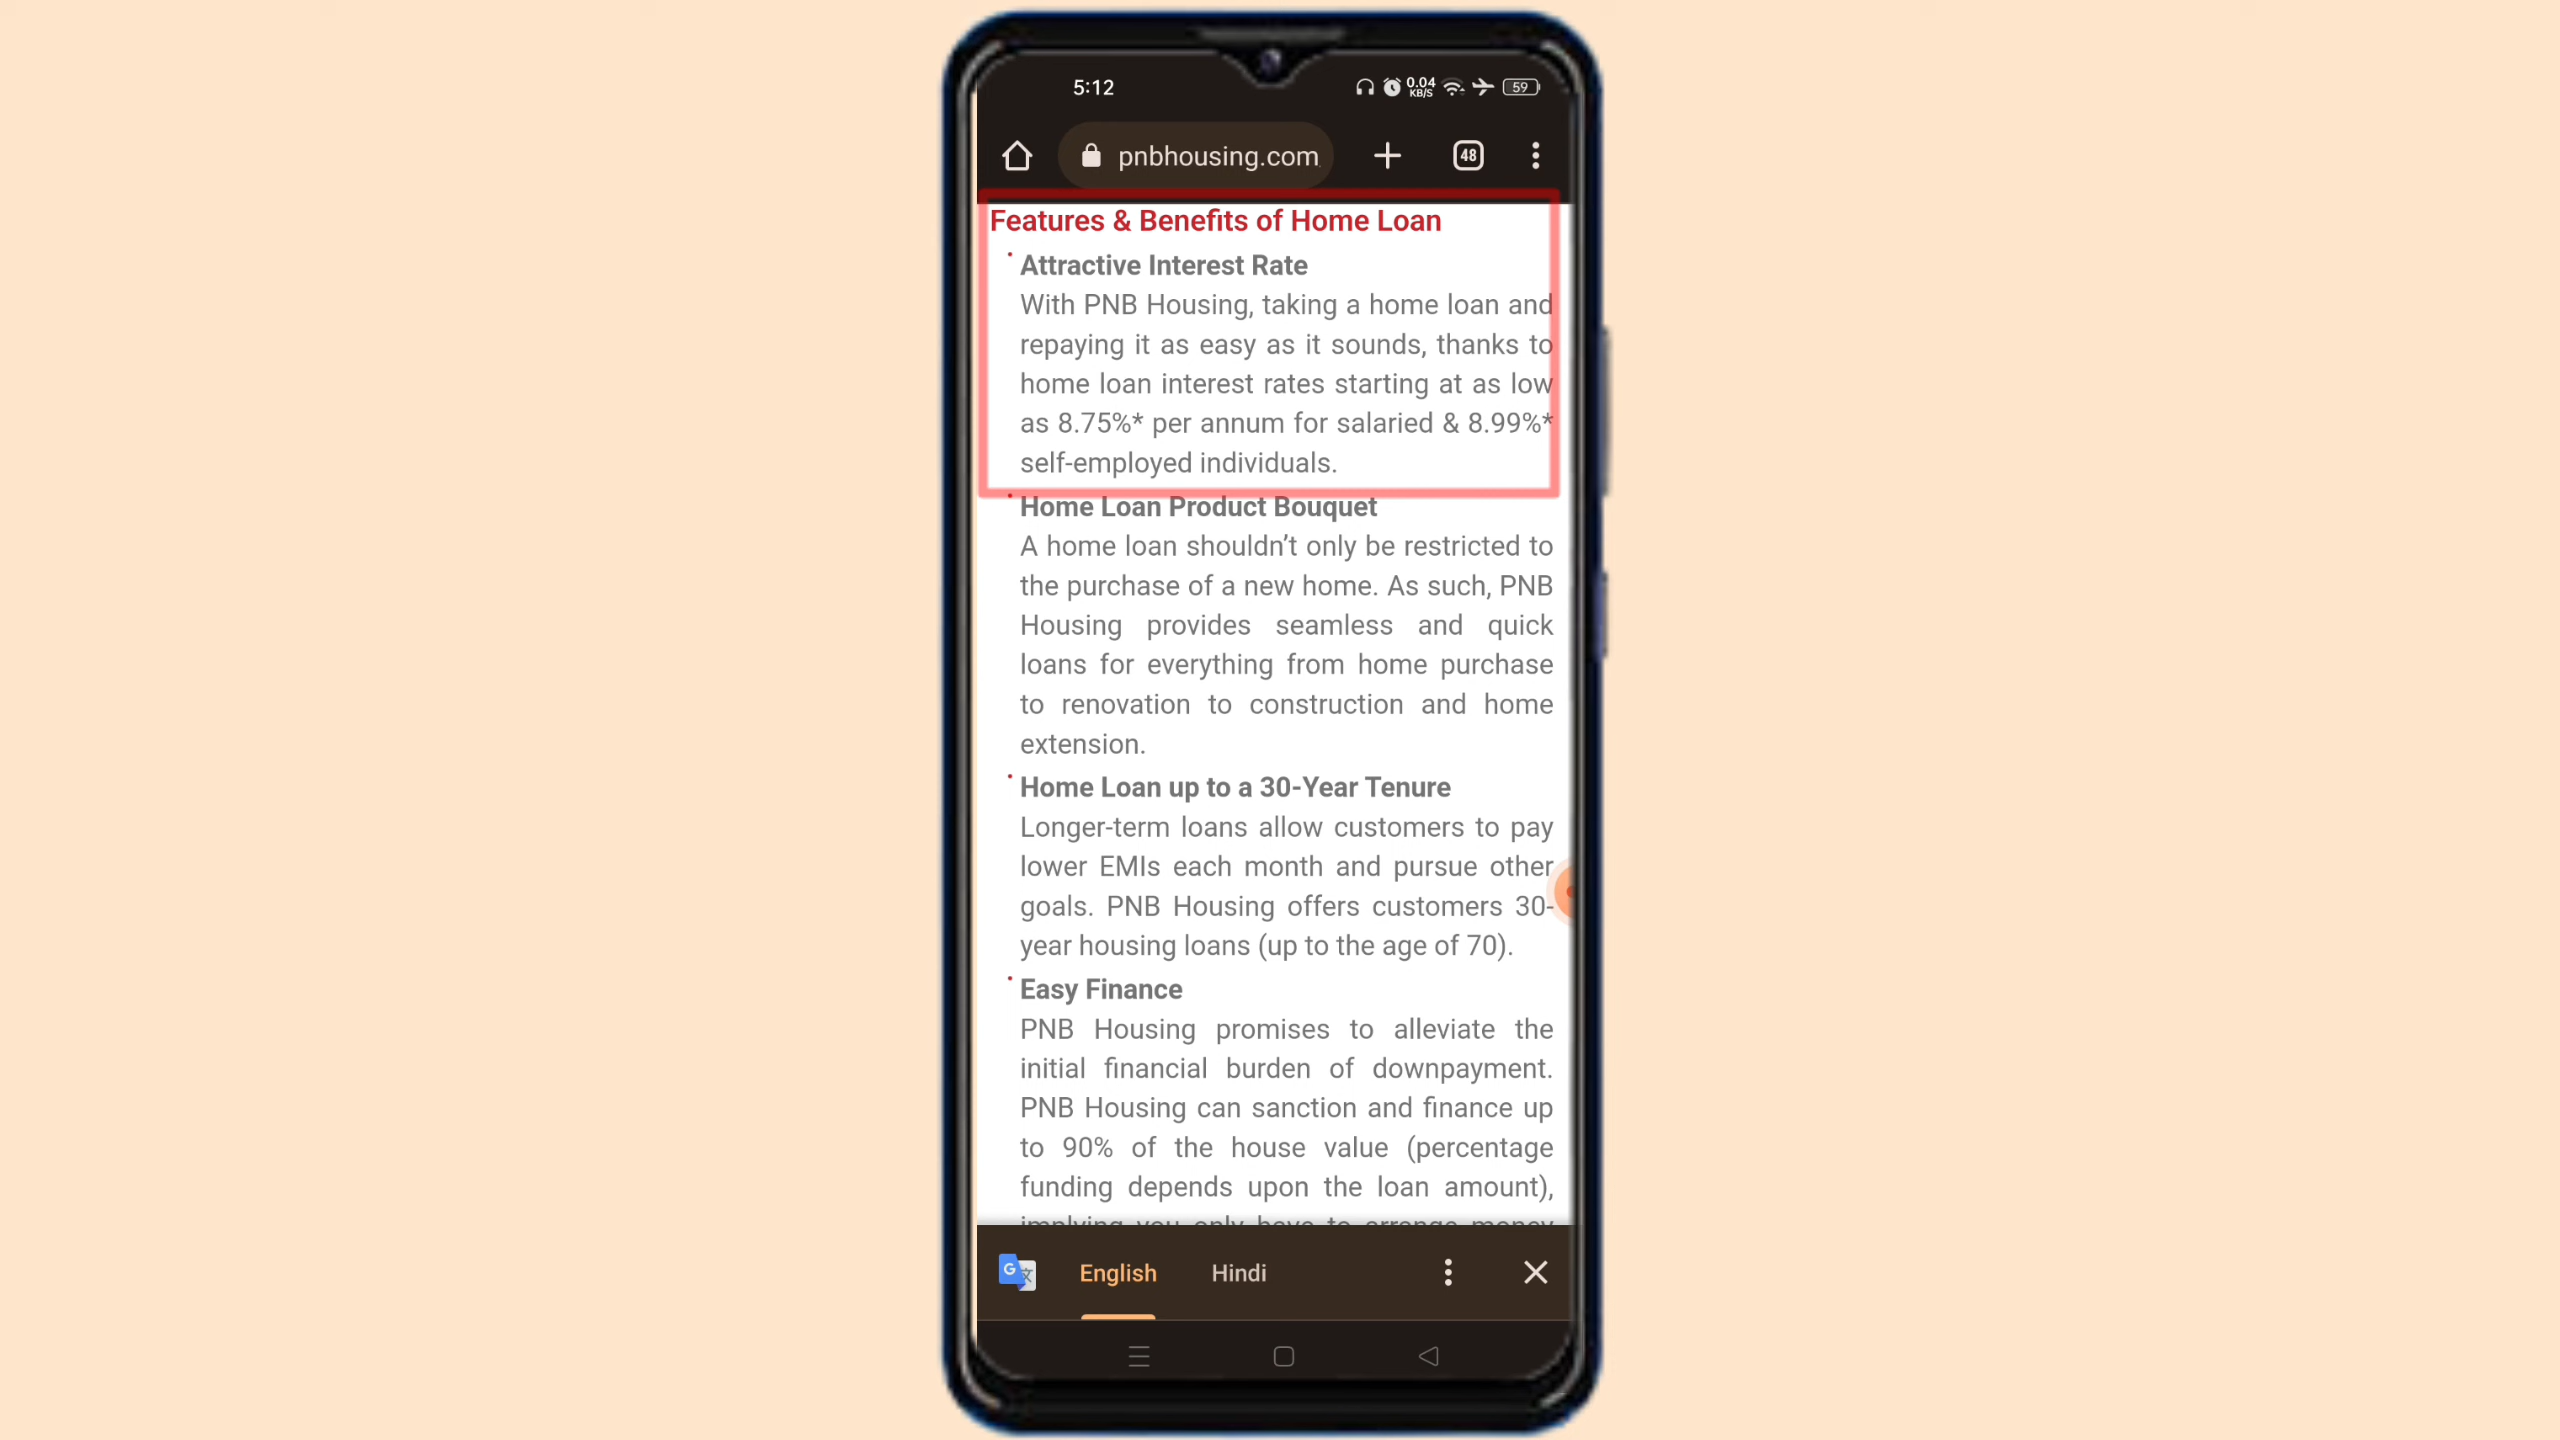 5:12
0.04
KB/S
59
pnbhousing.com
48
Features & Benefits of Home Loan
Attractive Interest Rate
With PNB Housing, taking a home loan and
repaying it as easy as it sounds, thanks to
home loan interest rates starting at as low
as 8.75%* per annum for salaried & 8.99%*
self-employed individuals.
Home Loan Product Bouquet
A home loan shouldn’t only be restricted to
the purchase of a new home. As such, PNB
Housing provides seamless and quick
loans for everything from home purchase
to renovation to construction and home
extension.
Home Loan up to a 30-Year Tenure
Longer-term loans allow customers to pay
lower EMIs each month and pursue other
goals. PNB Housing offers customers 30-
year housing loans (up to the age of 70).
Easy Finance
PNB Housing promises to alleviate the
initial financial burden of downpayment.
PNB Housing can sanction and finance up
to 90% of the house value (percentage
funding depends upon the loan amount),
implying you only have to arrange money
G 文
English Hindi